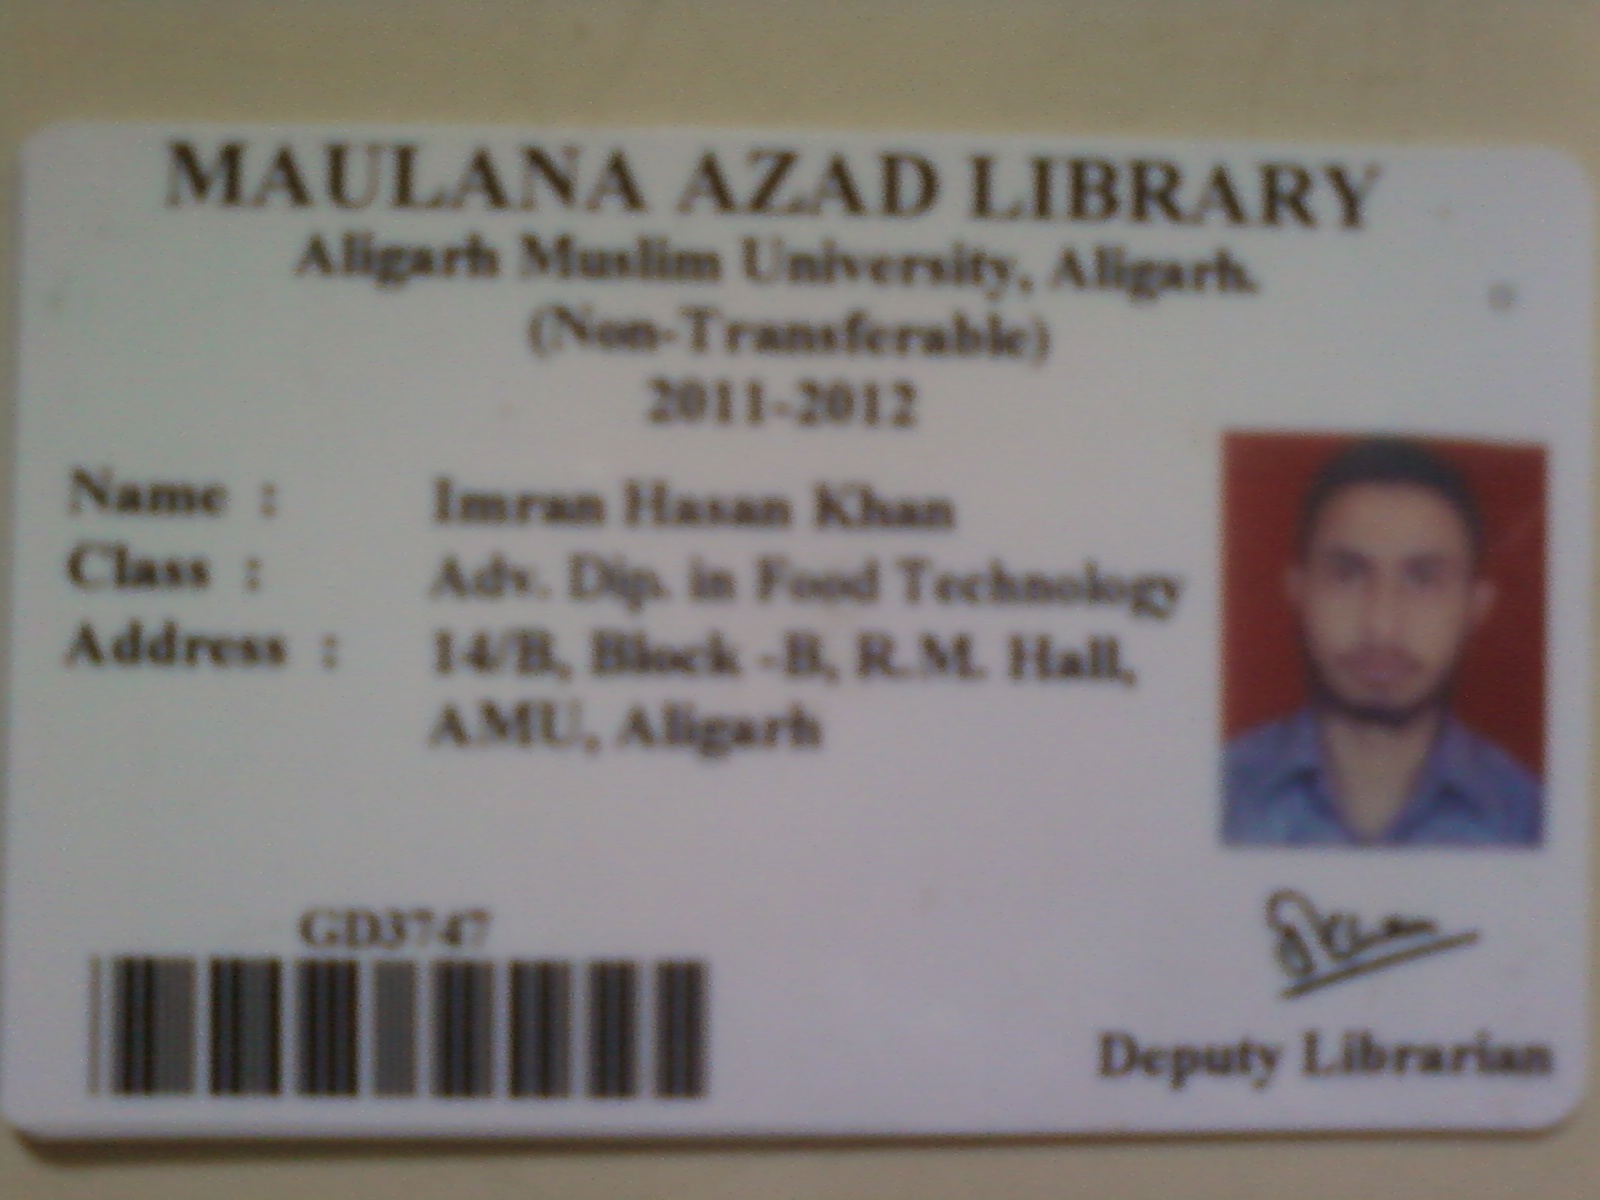 MAULANA AZAD LIBRARY
Aligarh Muslim University, Aligarh.
(Non-Transferable)
2011-2012
Name : Imran Hasan Khan
Class : Adv. Dip. in Food Technology
Address : 14/B, Block -B, R.M. Hall,
AMU, Aligarh
GD3747
Deputy Librarian